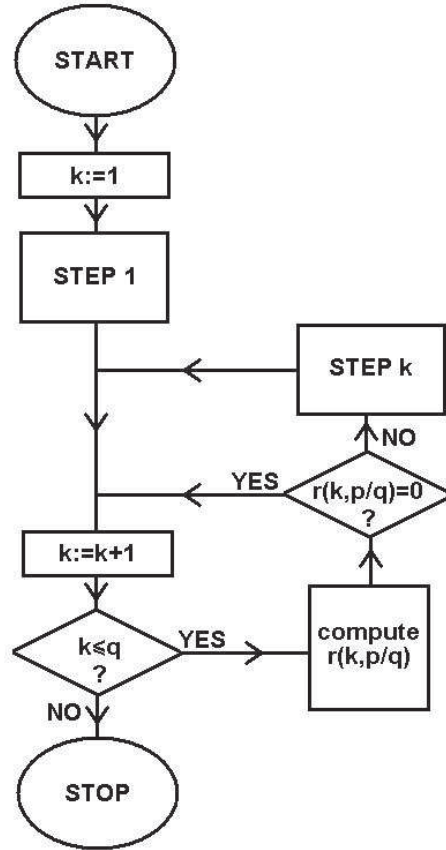 START
k:=1
STEP 1
STEP k
NO
YES
r(k,p/q)=0
?
k:=k+1
k⩽q
?
YES
compute
r(k,p/q)
NO
STOP